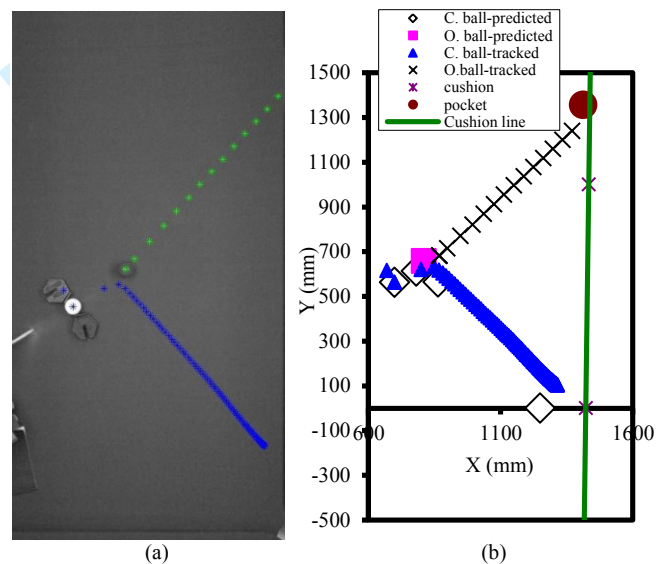 C. ball-predicted
O. ball-predicted
C. ball-tracked
O.ball-tracked
cushion
pocket
Cushion line
1500
1300
1100
900
700
500
300
100
-100
-300
-500
Y (mm)
600
1100
1600
X (mm)
(a)
(b)